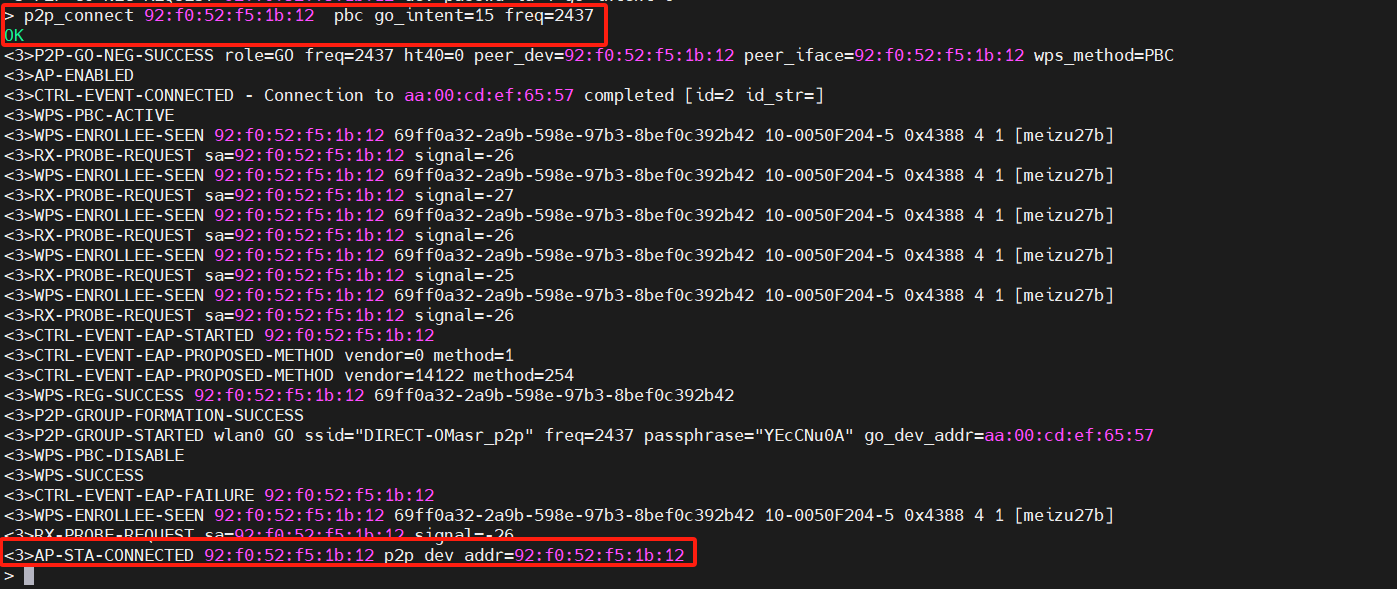 > p2p_connect 92:f0:52:f5:1b:12  pbc go_intent=15 freq=2437
OK
<3>P2P-GO-NEG-SUCCESS role=GO freq=2437 ht40=0 peer_dev=92:f0:52:f5:1b:12 peer_iface=92:f0:52:f5:1b:12 wps_method=PBC
<3>AP-ENABLED
<3>CTRL-EVENT-CONNECTED - Connection to aa:00:cd:ef:65:57 completed [id=2 id_str=]
<3>WPS-PBC-ACTIVE
<3>WPS-ENROLLEE-SEEN 92:f0:52:f5:1b:12 69ff0a32-2a9b-598e-97b3-8bef0c392b42 10-0050F204-5 0x4388 4 1 [meizu27b]
<3>RX-PROBE-REQUEST sa=92:f0:52:f5:1b:12 signal=-26
<3>WPS-ENROLLEE-SEEN 92:f0:52:f5:1b:12 69ff0a32-2a9b-598e-97b3-8bef0c392b42 10-0050F204-5 0x4388 4 1 [meizu27b]
<3>RX-PROBE-REQUEST sa=92:f0:52:f5:1b:12 signal=-27
<3>WPS-ENROLLEE-SEEN 92:f0:52:f5:1b:12 69ff0a32-2a9b-598e-97b3-8bef0c392b42 10-0050F204-5 0x4388 4 1 [meizu27b]
<3>RX-PROBE-REQUEST sa=92:f0:52:f5:1b:12 signal=-26
<3>WPS-ENROLLEE-SEEN 92:f0:52:f5:1b:12 69ff0a32-2a9b-598e-97b3-8bef0c392b42 10-0050F204-5 0x4388 4 1 [meizu27b]
<3>RX-PROBE-REQUEST sa=92:f0:52:f5:1b:12 signal=-25
<3>WPS-ENROLLEE-SEEN 92:f0:52:f5:1b:12 69ff0a32-2a9b-598e-97b3-8bef0c392b42 10-0050F204-5 0x4388 4 1 [meizu27b]
<3>RX-PROBE-REQUEST sa=92:f0:52:f5:1b:12 signal=-26
<3>CTRL-EVENT-EAP-STARTED 92:f0:52:f5:1b:12
<3>CTRL-EVENT-EAP-PROPOSED-METHOD vendor=0 method=1
<3>CTRL-EVENT-EAP-PROPOSED-METHOD vendor=14122 method=254
<3>WPS-REG-SUCCESS 92:f0:52:f5:1b:12 69ff0a32-2a9b-598e-97b3-8bef0c392b42
<3>P2P-GROUP-FORMATION-SUCCESS
<3>P2P-GROUP-STARTED wlan0 GO ssid="DIRECT-OMasr_p2p" freq=2437 passphrase="YEcCNu0A" go_dev_addr=aa:00:cd:ef:65:57
<3>WPS-PBC-DISABLE
<3>WPS-SUCCESS
<3>CTRL-EVENT-EAP-FAILURE 92:f0:52:f5:1b:12
<3>WPS-ENROLLEE-SEEN 92:f0:52:f5:1b:12 69ff0a32-2a9b-598e-97b3-8bef0c392b42 10-0050F204-5 0x4388 4 1 [meizu27b]
<3>RX-PROBE-REQUEST sa=92:f0:52:f5:1b:12 signal=-26
<3>AP-STA-CONNECTED 92:f0:52:f5:1b:12 p2p_dev_addr=92:f0:52:f5:1b:12
>